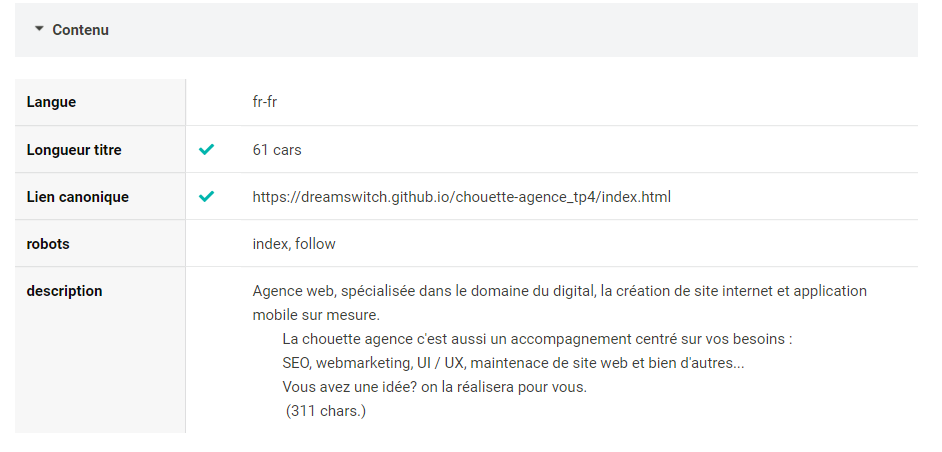 Contenu
Langue fr-fr
Longueur titre 61 cars
Lien canonique https://dreamswitch.github.io/chouette-agence_tp4/index.html
robots index, follow
description Agence web, spécialisée dans le domaine du digital, la création de site internet et application
mobile sur mesure.
La chouette agence c'est aussi un accompagnement centré sur vos besoins :
SEO, webmarketing, UI / UX, maintenace de site web et bien d'autres...
Vous avez une idée? on la réalisera pour vous.
(311 chars.)